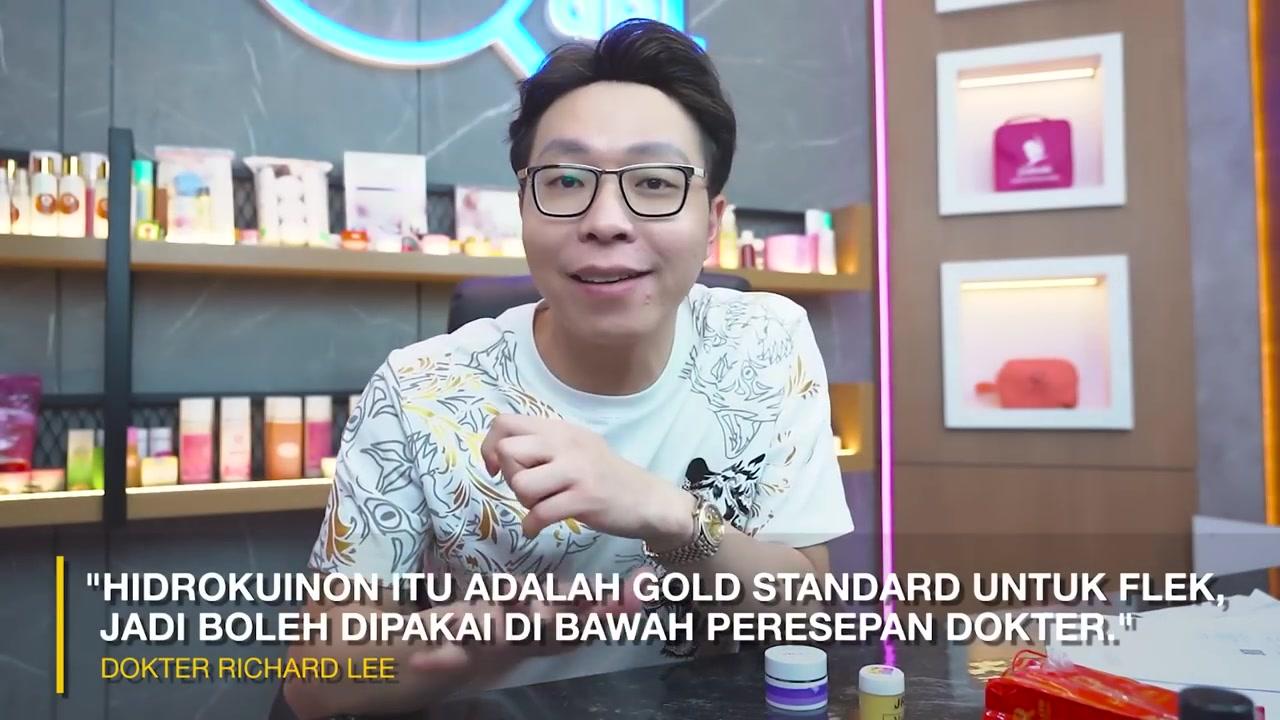 "HIDROKUINON ITU ADALAH GOLD STANDARD UNTUK FLEK,
JADI BOLEH DIPAKAI DI BAWAH PERESEPAN DOKTER."
DOKTER RICHARD LEE